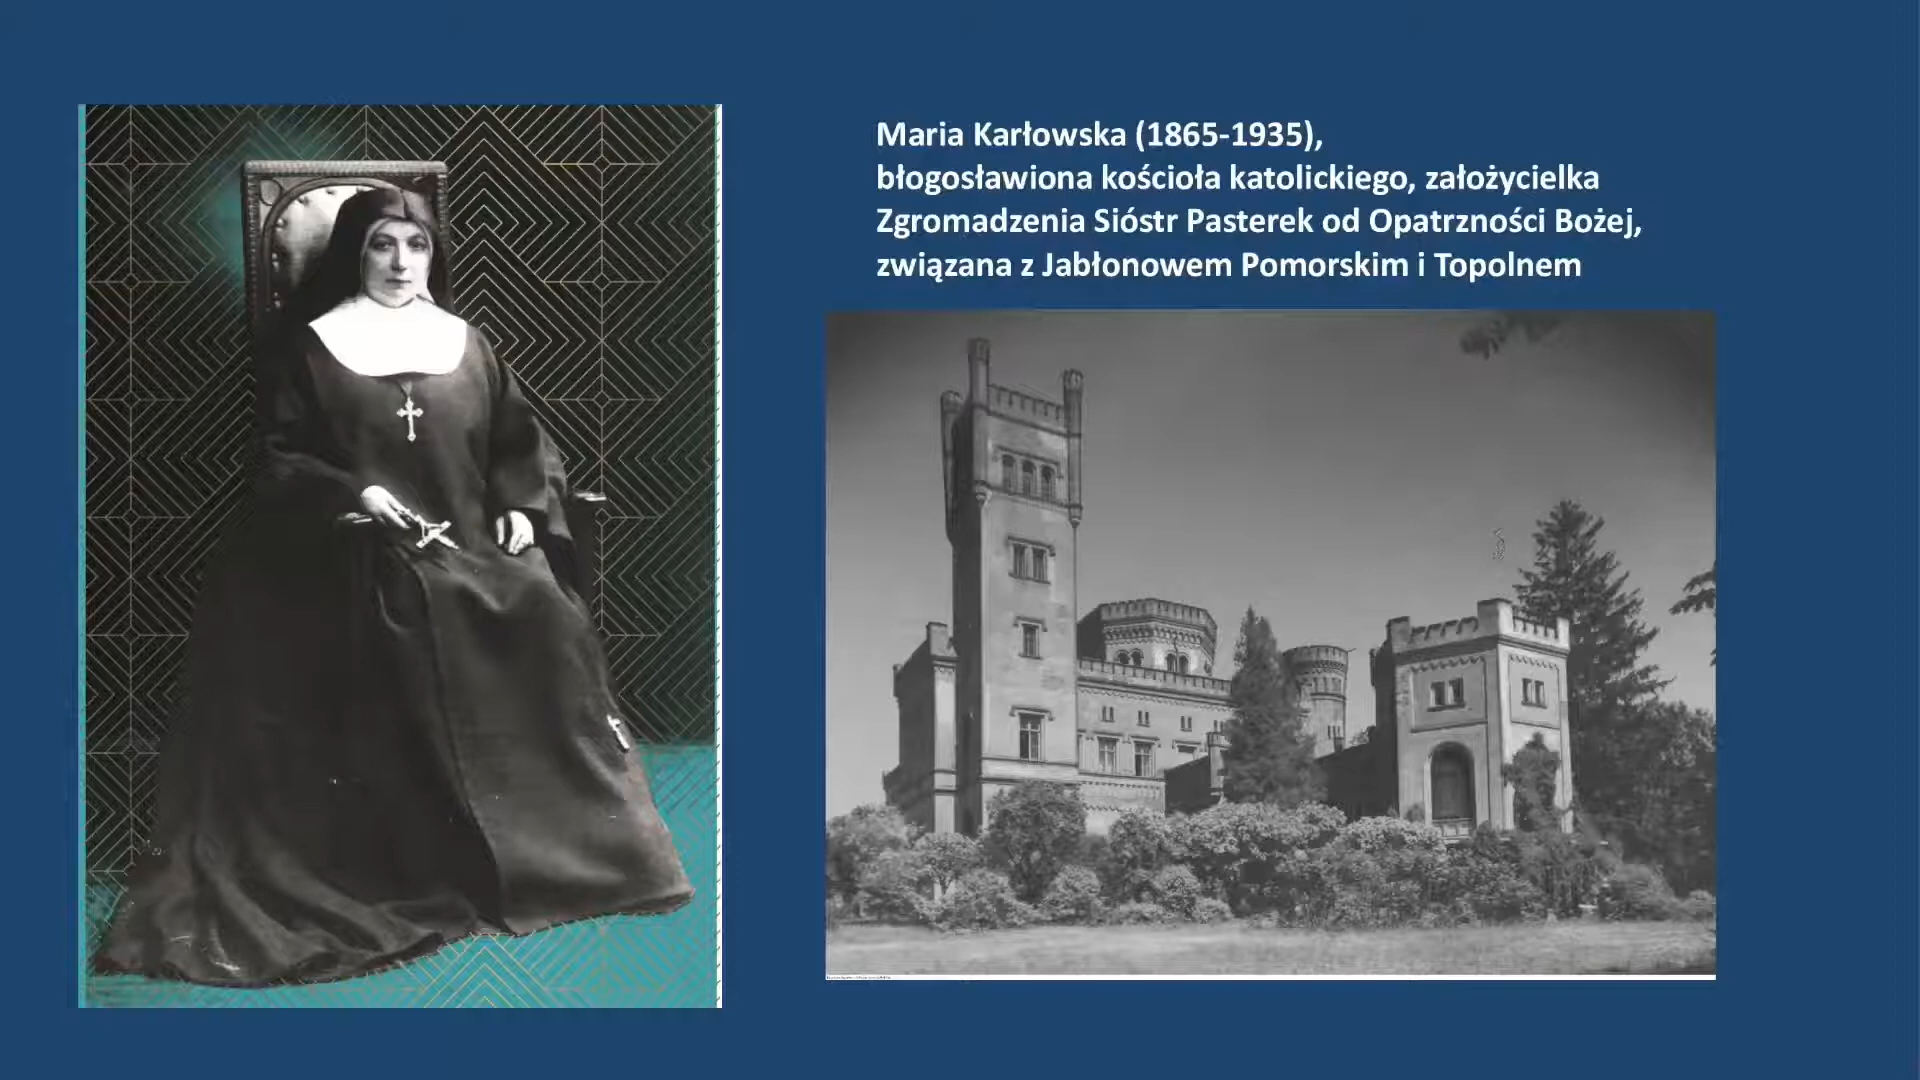 Maria Karłowska (1865-1935),
błogosławiona kościoła katolickiego, założycielka
Zgromadzenia Sióstr Pasterek od Opatrzności Bożej,
związana z Jabłonowem Pomorskim i Topolnem